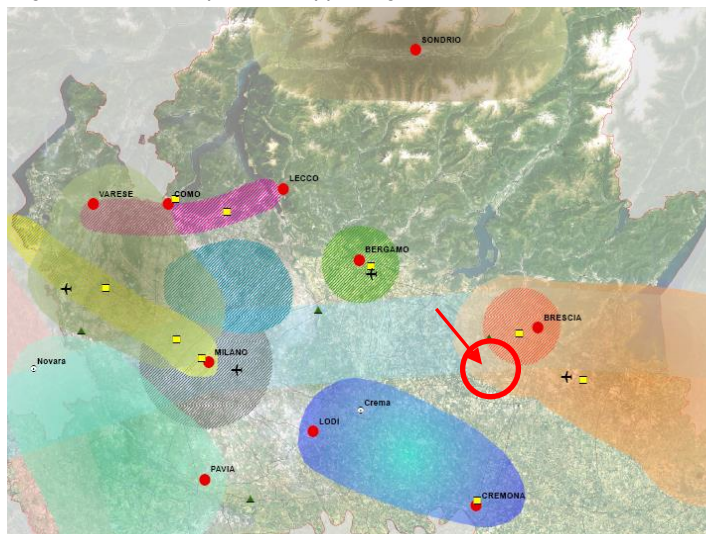 SONDRIO
LECCO
VARESE
COMO
BERGAMO
BRESCIA
MILANO
Novara
Crema
LODI
PAVIA
CREMONA